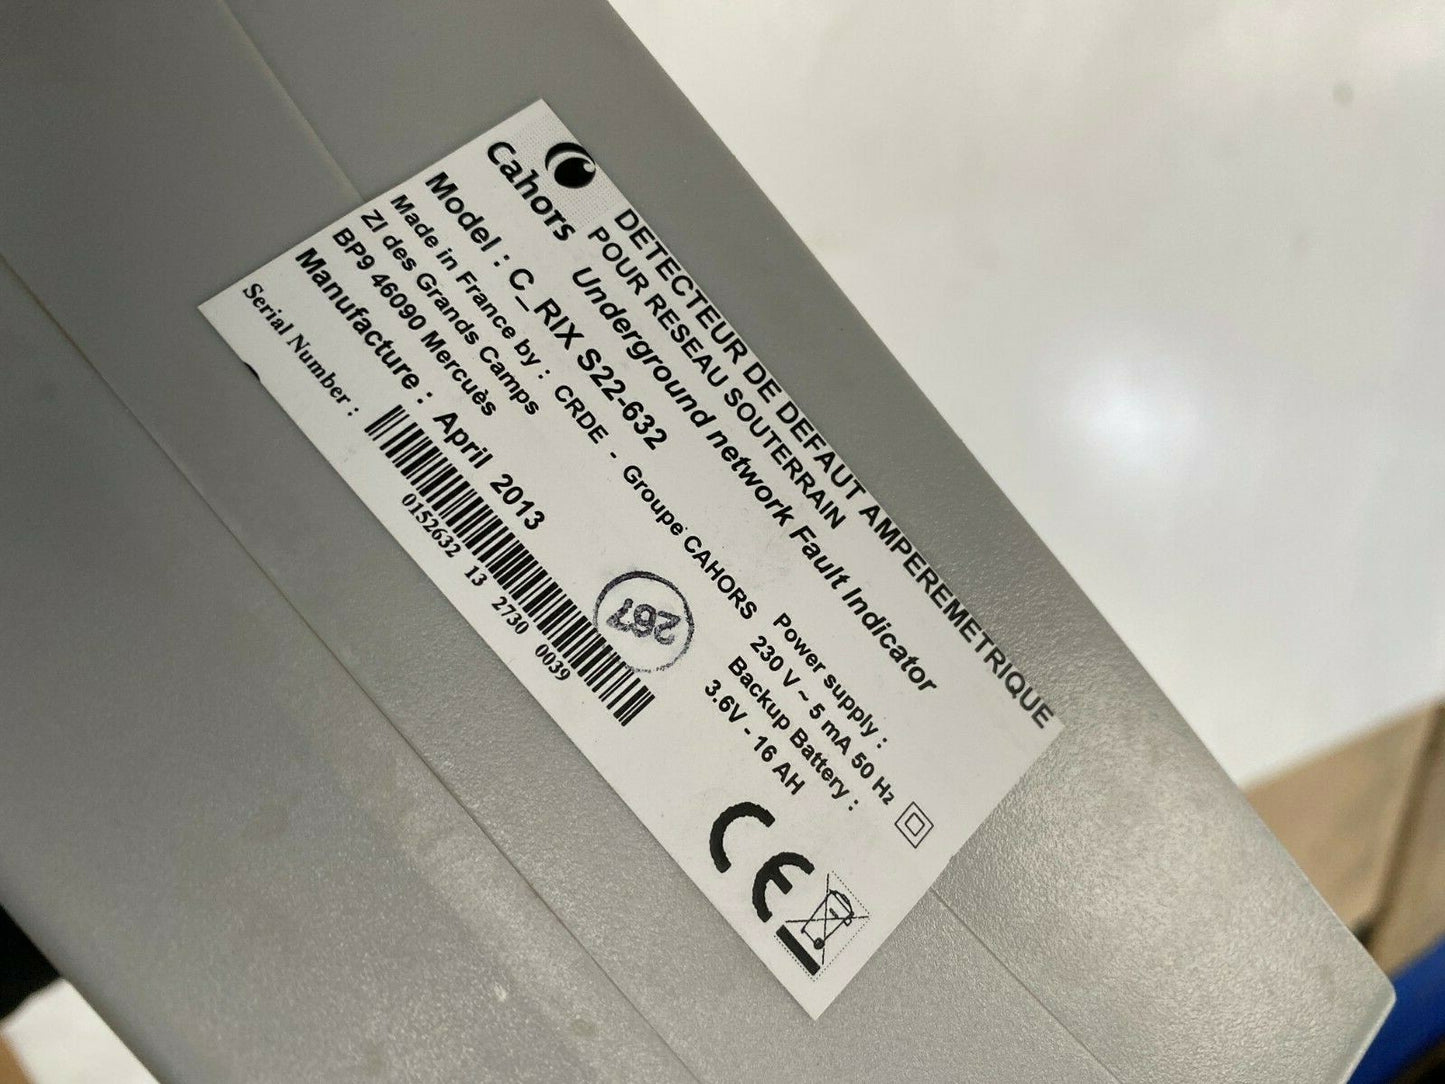 Cahors
DETECTEUR DE DEFAUT AMPEREMETRIQUE
POUR RESEAU SOUTERRAIN
Underground network Fault Indicator
Model : C_RIX S22-632
Made in France by : CRDE - Groupe CAHORS
ZI des Grands Camps
BP9 46090 Mercuès
Manufacture : April 2013
Serial Number :
0152632 13 2730 0039
267
Power supply :
230 V ~ 5 mA 50 Hz
Backup Battery :
3.6V - 16 AH
CE